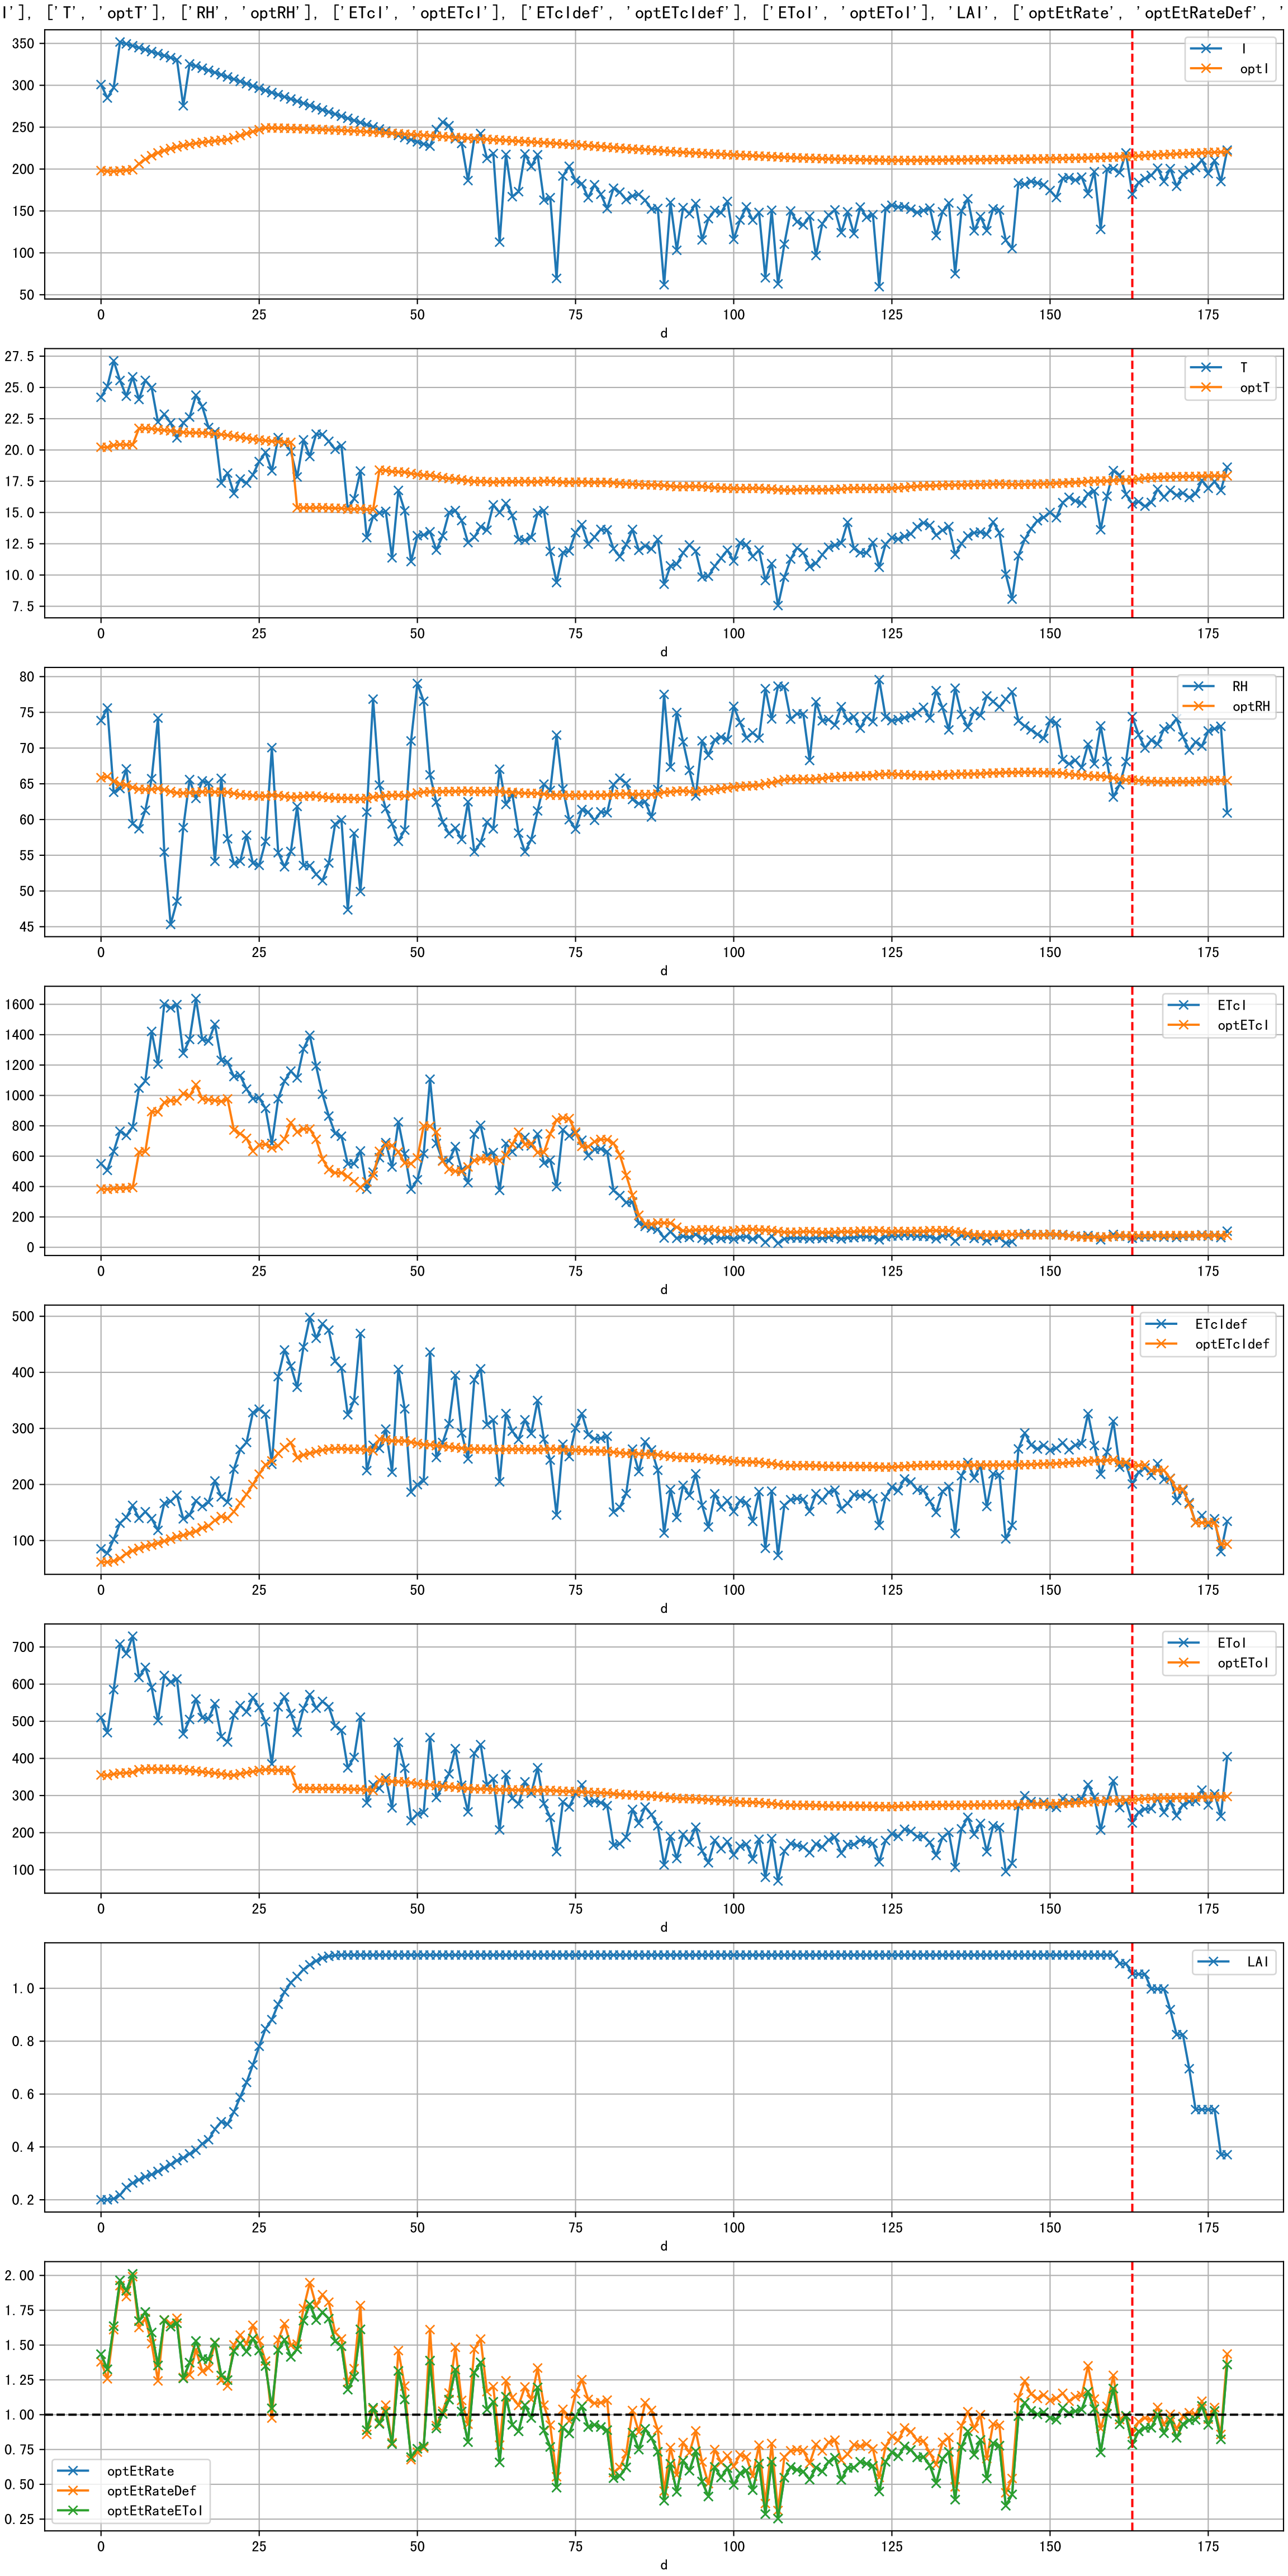 I'], ['T', 'optT'], ['RH', 'optRH'], ['ETcI', 'optETcI'], ['ETcIdef', 'optETcIdef'], ['EToI', 'optEToI'], 'LAI', ['optEtRate', 'optEtRateDef', '
350
300
250
200
150
100
50
I
optI
0 25 50 75 100 125 150 175
d
27.5
25.0
22.5
20.0
17.5
15.0
12.5
10.0
7.5
T
optT
0 25 50 75 100 125 150 175
d
80
75
70
65
60
55
50
45
RH
optRH
0 25 50 75 100 125 150 175
d
1600
1400
1200
1000
800
600
400
200
0
ETcI
optETcI
0 25 50 75 100 125 150 175
d
500
400
300
200
100
ETcIdef
optETcIdef
0 25 50 75 100 125 150 175
d
700
600
500
400
300
200
100
EToI
optEToI
0 25 50 75 100 125 150 175
d
1.0
0.8
0.6
0.4
0.2
LAI
0 25 50 75 100 125 150 175
d
2.00
1.75
1.50
1.25
1.00
0.75
0.50
0.25
optEtRate
optEtRateDef
optEtRateEToI
0 25 50 75 100 125 150 175
d